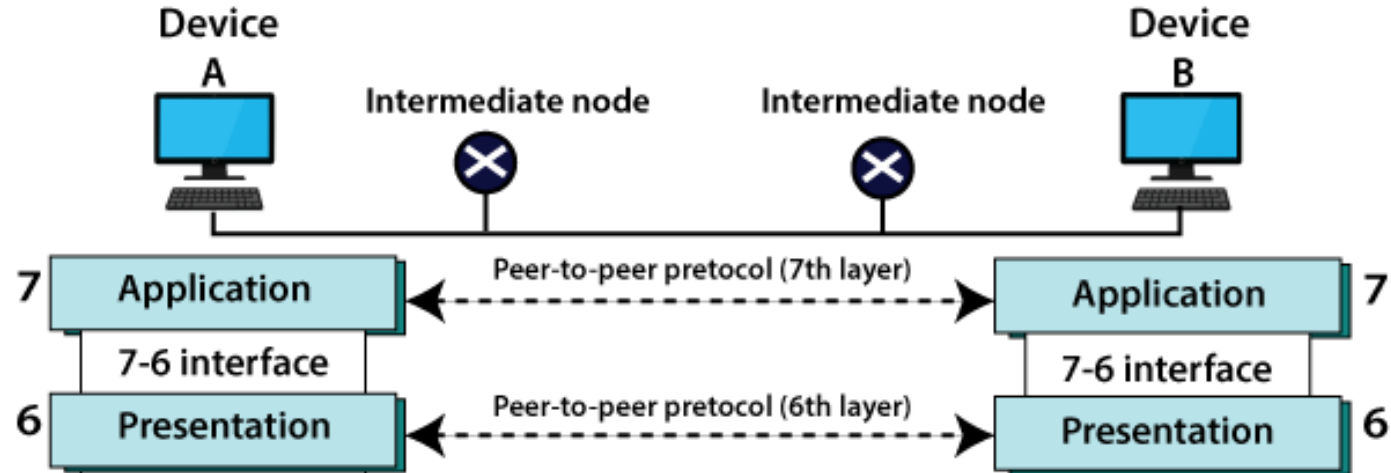 Device
A
Device
B
Intermediate node
Intermediate node
7
Application
Peer-to-peer pretocol (7th layer)
Application
7
7-6 interface
7-6 interface
6
Presentation
Peer-to-peer pretocol (6th layer)
Presentation
6